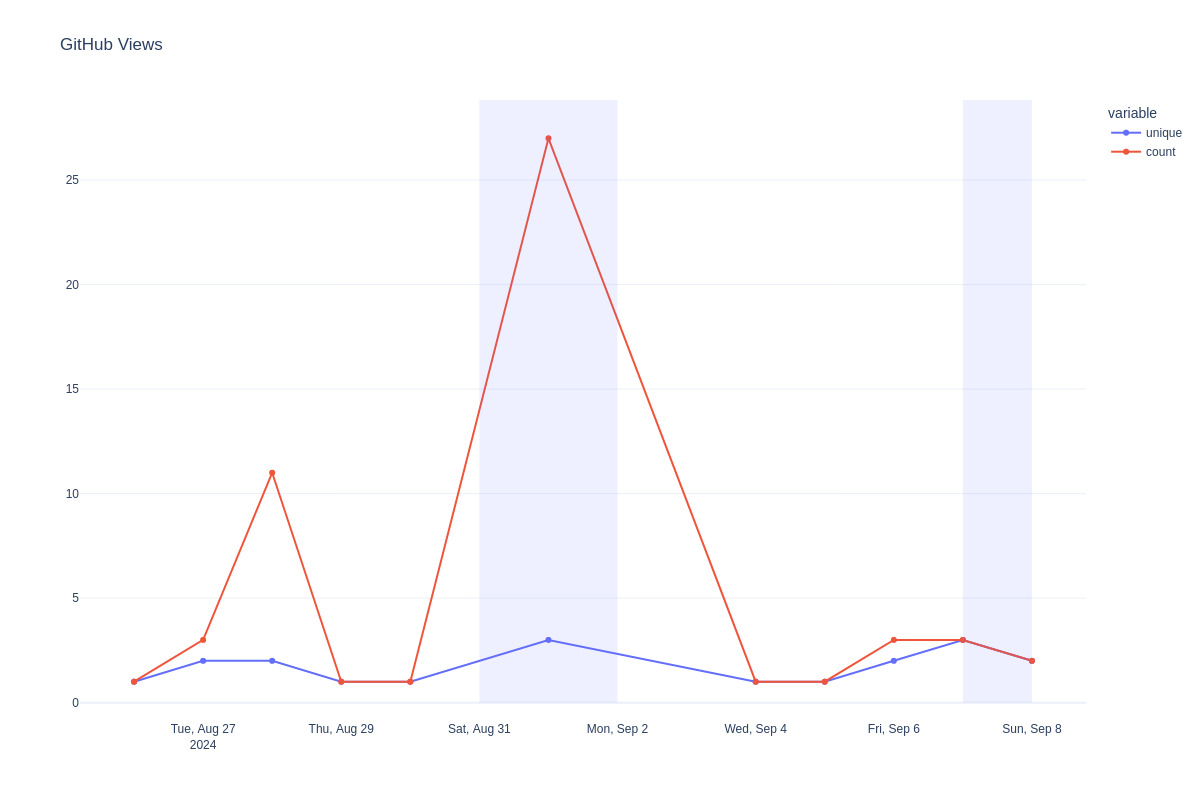 GitHub Views
variable
unique
count
25
20
15
10
5
0
Tue, Aug 27
2024
Thu, Aug 29
Sat, Aug 31
Mon, Sep 2
Wed, Sep 4
Fri, Sep 6
Sun, Sep 8